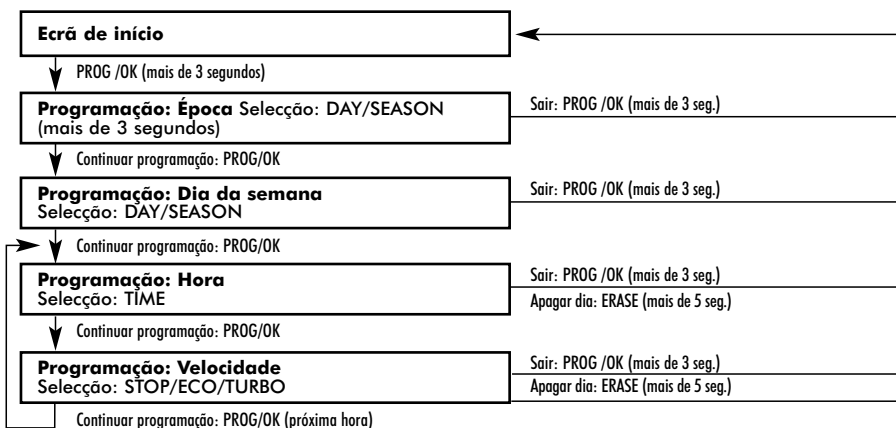 Ecrã de início
PROG /OK (mais de 3 segundos)
Programação: Época Selecção: DAY/SEASON
(mais de 3 segundos)
Sair: PROG /OK (mais de 3 seg.)
Continuar programação: PROG/OK
Programação: Dia da semana
Selecção: DAY/SEASON
Sair: PROG /OK (mais de 3 seg.)
Continuar programação: PROG/OK
Programação: Hora
Selecção: TIME
Sair: PROG /OK (mais de 3 seg.)
Apagar dia: ERASE (mais de 5 seg.)
Continuar programação: PROG/OK
Programação: Velocidade
Selecção: STOP/ECO/TURBO
Sair: PROG /OK (mais de 3 seg.)
Apagar dia: ERASE (mais de 5 seg.)
Continuar programação: PROG/OK (próxima hora)